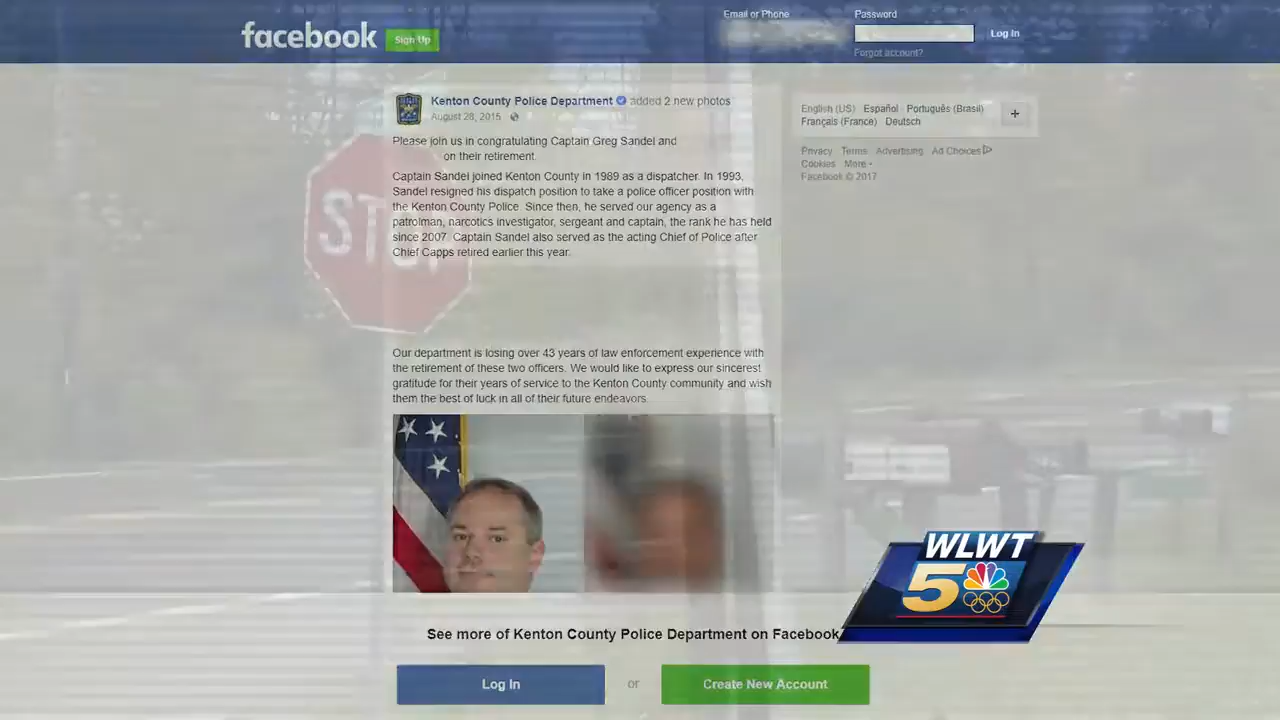 facebook
Sign Up
Email or Phone
Password
Log In
Forgot account?
Kenton County Police Department added 2 new photos
August 28, 2015
Please join us in congratulating Captain Greg Sandel and
on their retirement.
Captain Sandel joined Kenton County in 1989 as a dispatcher. In 1993,
Sandel resigned his dispatch position to take a police officer position with
the Kenton County Police. Since then, he served our agency as a
patrolman, narcotics investigator, sergeant and captain, the rank he has held
since 2007. Captain Sandel also served as the acting Chief of Police after
Chief Capps retired earlier this year.
Our department is losing over 43 years of law enforcement experience with
the retirement of these two officers. We would like to express our sincerest
gratitude for their years of service to the Kenton County community and wish
them the best of luck in all of their future endeavors.
English (US) Español Português (Brasil)
Français (France) Deutsch
+
Privacy Terms Advertising Ad Choices
Cookies More
Facebook © 2017
STOP
WLWT
5
See more of Kenton County Police Department on Facebook
Log In
or
Create New Account